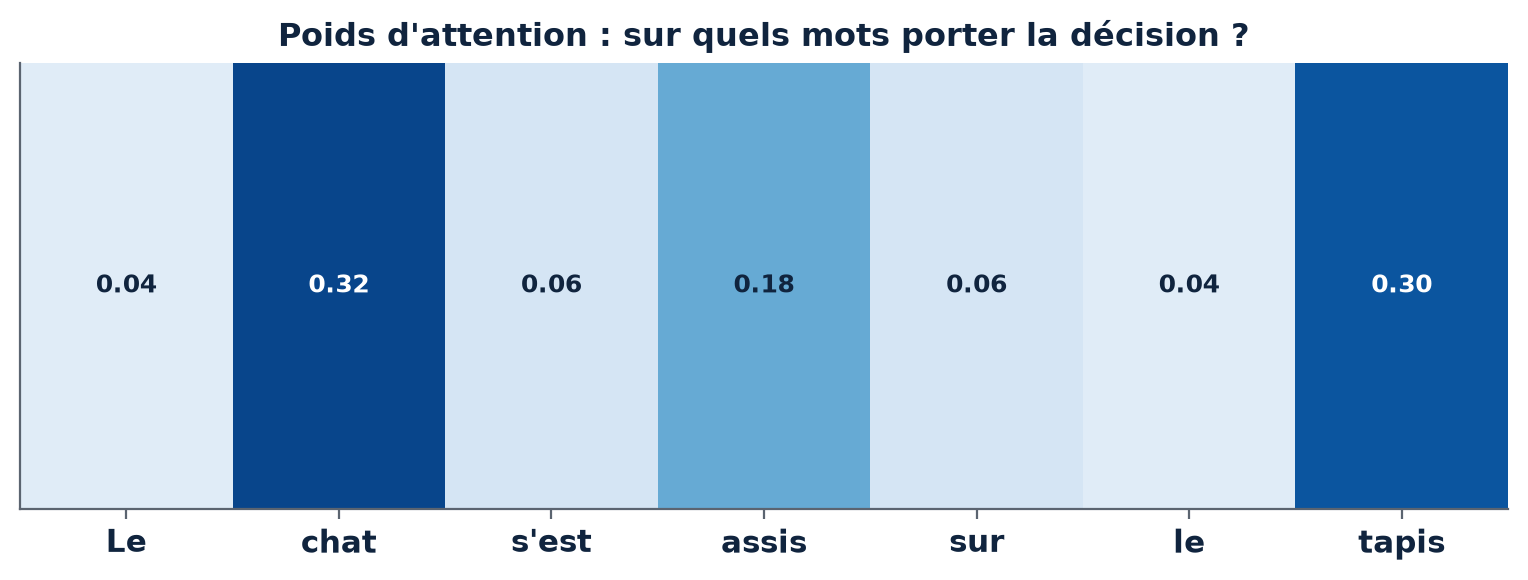 Poids d'attention : sur quels mots porter la décision ?
0.04 0.32 0.06 0.18 0.06 0.04 0.30
Le chat s'est assis sur le tapis